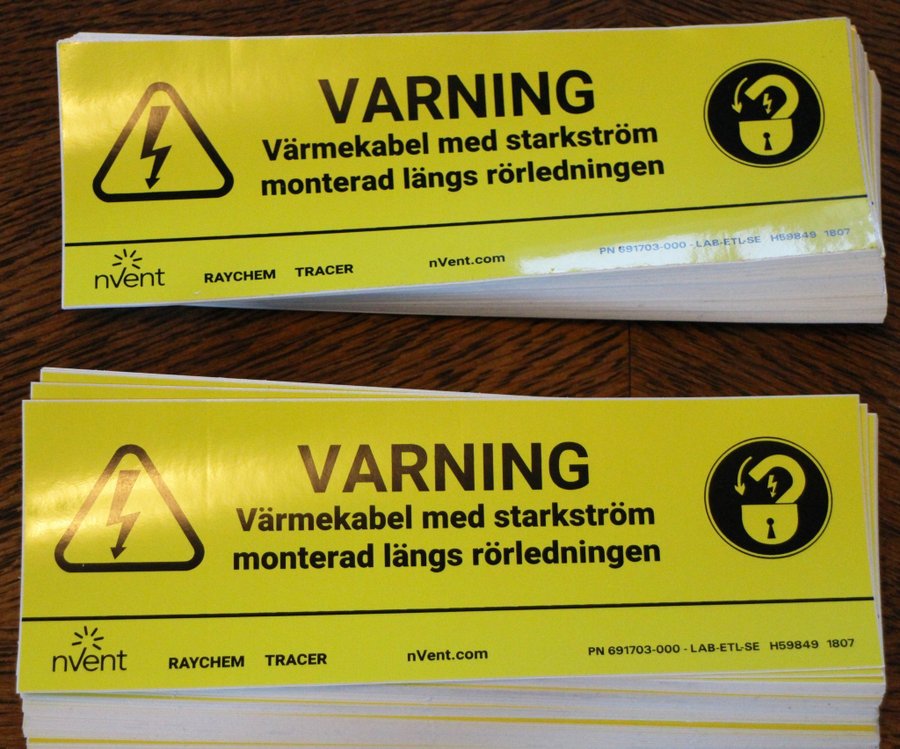 VARNING
Värmekabel med starkström
monterad längs rörledningen
nVent RAYCHEM TRACER nVent.com PN 691703-000 - LAB-ETL-SE H59849 1807
VARNING
Värmekabel med starkström
monterad längs rörledningen
nVent RAYCHEM TRACER nVent.com PN 691703-000 - LAB-ETL-SE H59849 1807